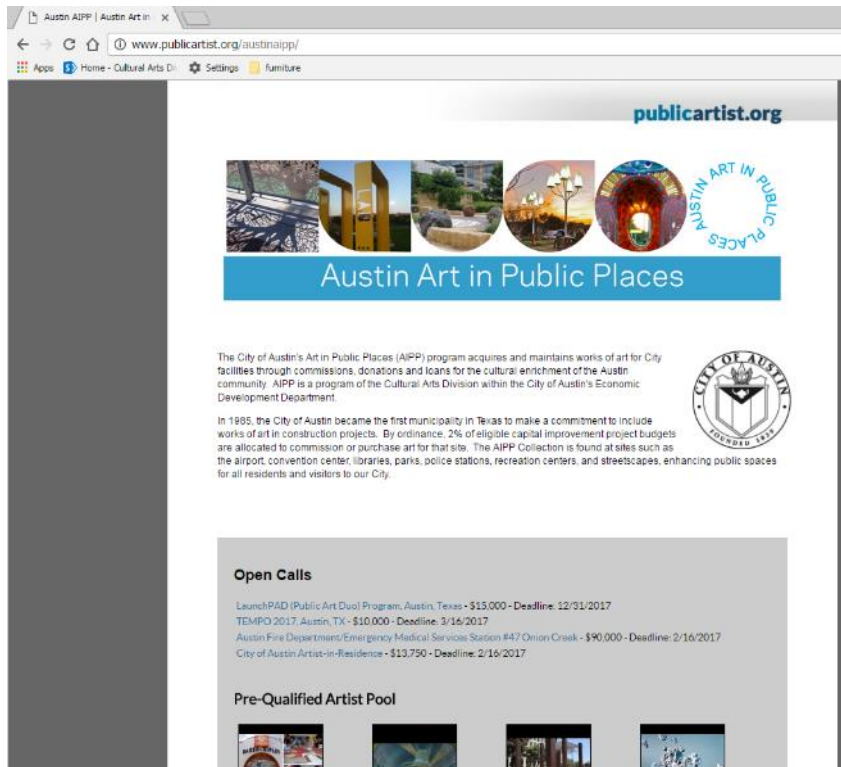 Austin AIPP | Austin Art in
www.publicartist.org/austinaipp/
Apps Home - Cultural Arts Di Settings furniture
publicartist.org
AUSTIN ART IN PUBLIC PLACES
Austin Art in Public Places
The City of Austin's Art in Public Places (AIPP) program acquires and maintains works of art for City
facilities through commissions, donations and loans for the cultural enrichment of the Austin
community. AIPP is a program of the Cultural Arts Division within the City of Austin's Economic
Development Department.
CITY OF AUSTIN
FOUNDED 1839
In 1985, the City of Austin became the first municipality in Texas to make a commitment to include
works of art in construction projects. By ordinance, 2% of eligible capital improvement project budgets
are allocated to commission or purchase art for that site. The AIPP Collection is found at sites such as
the airport, convention center, libraries, parks, police stations, recreation centers, and streetscapes, enhancing public spaces
for all residents and visitors to our City.
Open Calls
LaunchPAD (Public Art Duo) Program, Austin, Texas - $15,000 - Deadline: 12/31/2017
TEMPO 2017, Austin, TX - $10,000 - Deadline: 3/16/2017
Austin Fire Department/Emergency Medical Services Station #47 Onion Creek - $90,000 - Deadline: 2/16/2017
City of Austin Artist-in-Residence - $13,750 - Deadline: 2/16/2017
Pre-Qualified Artist Pool